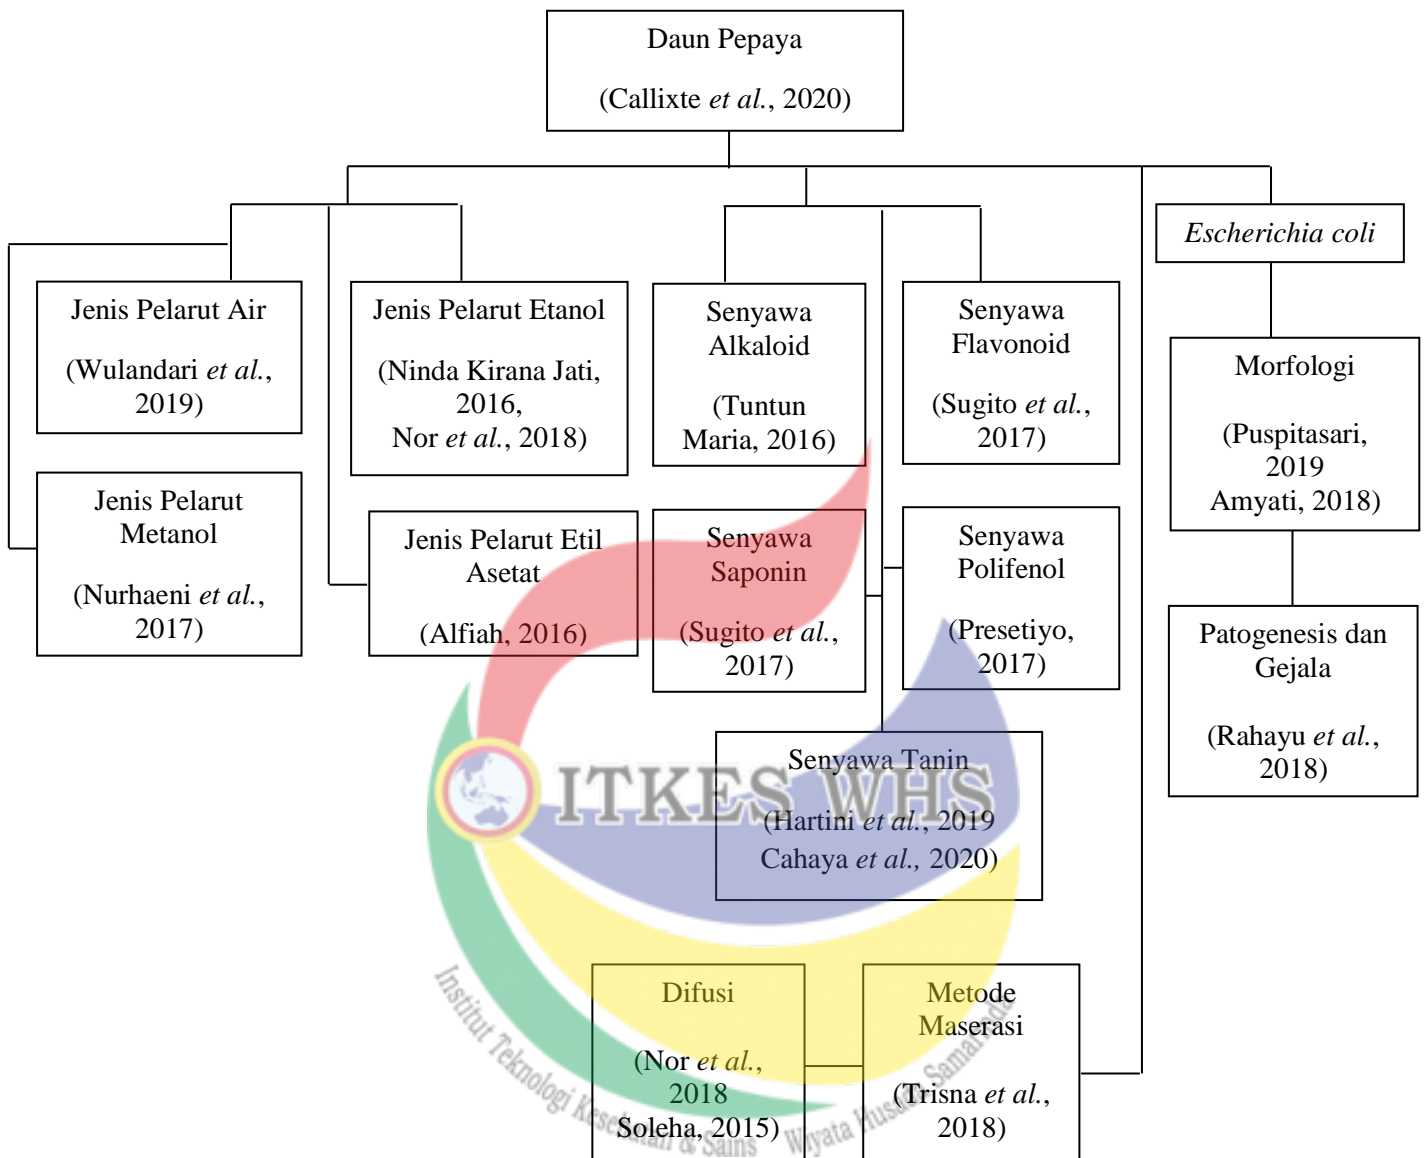 Daun Pepaya
(Callixte et al., 2020)
Escherichia coli
Jenis Pelarut Air
(Wulandari et al.,
2019)
Jenis Pelarut Etanol
(Ninda Kirana Jati,
2016,
Nor et al., 2018)
Senyawa
Alkaloid
(Tuntun
Maria, 2016)
Senyawa
Flavonoid
(Sugito et al.,
2017)
Morfologi
(Puspitasari,
2019
Amyati, 2018)
Jenis Pelarut
Metanol
(Nurhaeni et al.,
2017)
Jenis Pelarut Etil
Asetat
(Alfiah, 2016)
Senyawa
Saponin
(Sugito et al.,
2017)
Senyawa
Polifenol
(Presetiyo,
2017)
Patogenesis dan
Gejala
(Rahayu et al.,
2018)
Senyawa Tanin
(Hartini et al., 2019
Cahaya et al., 2020)
ITKES WHS
Difusi
(Nor et al.,
2018
Soleha, 2015)
Metode
Maserasi
(Trisna et al.,
2018)
Institut Teknologi Kesehatan & Sains Wiyata Husada Samarinda